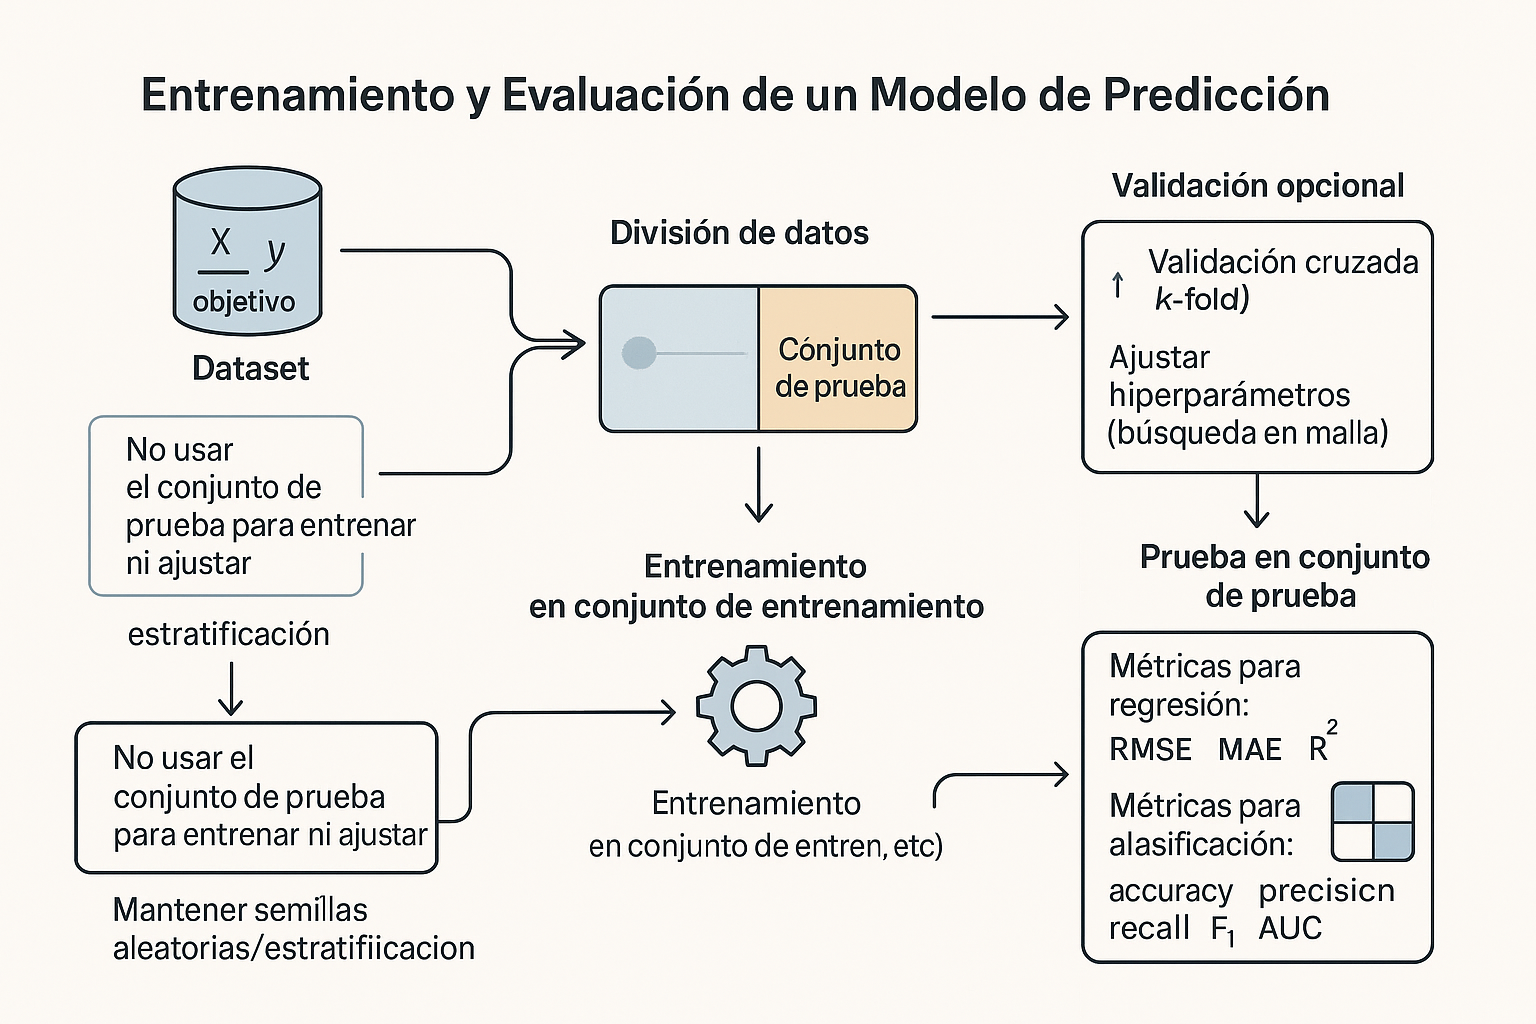 Entrenamiento y Evaluación de un Modelo de Predicción
X y
objetivo
Dataset
No usar
el conjunto de
prueba para entrenar
ni ajustar
estratificación
No usar el
conjunto de prueba
para entrenar ni ajustar
Mantener semillas
aleatorias/estratifiicacion
División de datos
Cónjunto
de prueba
Entrenamiento
en conjunto de entrenamiento
Entrenamiento
en conjunto de entren, etc)
Validación opcional
↑ Validación cruzada
k-fold)
Ajustar
hiperparámetros
(búsqueda en malla)
Prueba en conjunto
de prueba
Métricas para
regresión:
RMSE MAE R²
Métricas para
alasificación:
accuracy precisicn
recall F₁ AUC